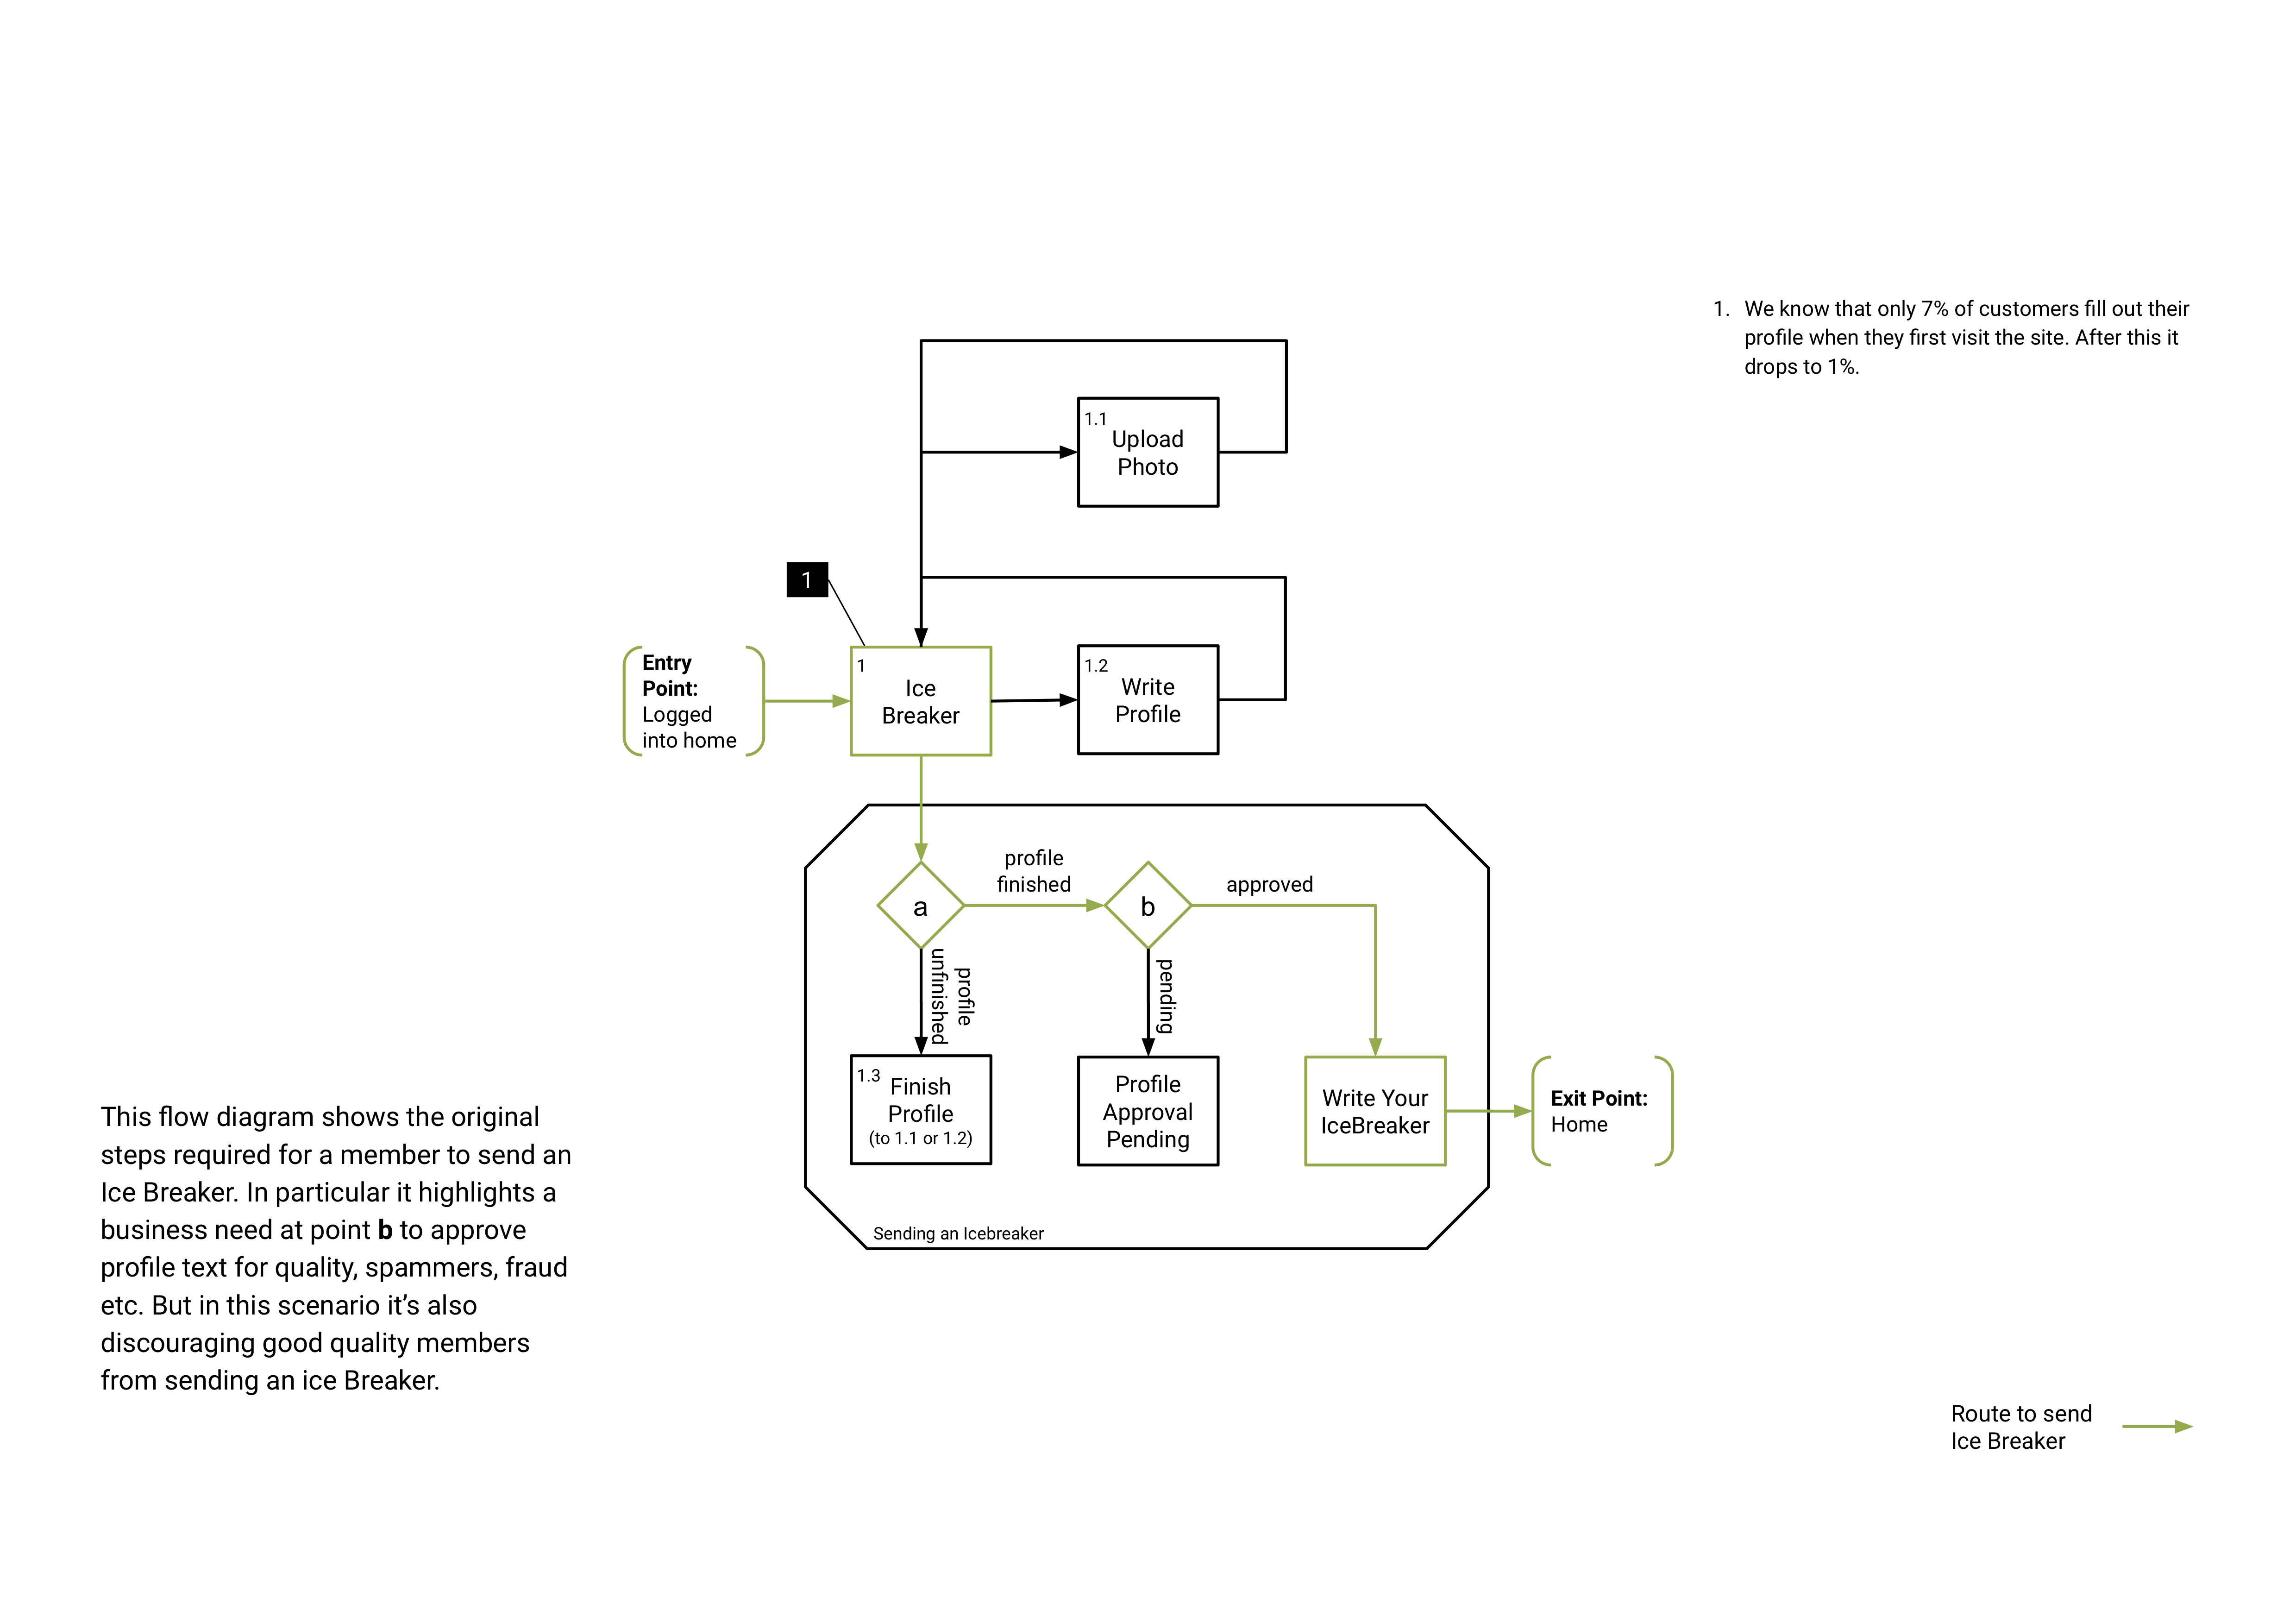 1. We know that only 7% of customers fill out their
profile when they first visit the site. After this it
drops to 1%.
1.1
Upload
Photo
1
Entry
Point:
Logged
into home
1
Ice
Breaker
1.2
Write
Profile
a
profile
finished
b
approved
profile
unfinished
pending
1.3
Finish
Profile
(to 1.1 or 1.2)
Profile
Approval
Pending
Write Your
IceBreaker
Exit Point:
Home
Sending an Icebreaker
This flow diagram shows the original
steps required for a member to send an
Ice Breaker. In particular it highlights a
business need at point b to approve
profile text for quality, spammers, fraud
etc. But in this scenario it’s also
discouraging good quality members
from sending an ice Breaker.
Route to send
Ice Breaker